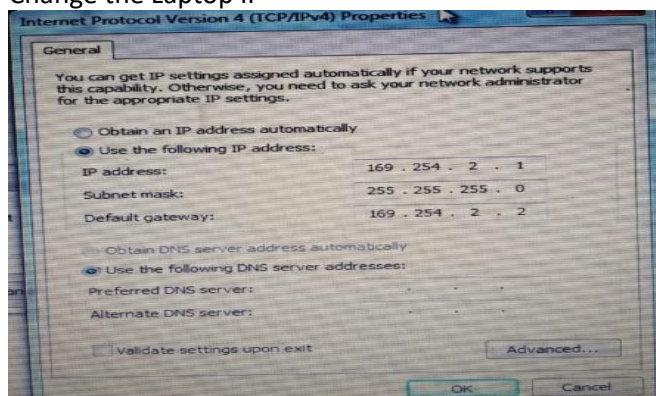 Change the Laptop IP
Internet Protocol Version 4 (TCP/IPv4) Properties
General
You can get IP settings assigned automatically if your network supports
this capability. Otherwise, you need to ask your network administrator
for the appropriate IP settings.
Obtain an IP address automatically
Use the following IP address:
IP address: 169 . 254 . 2 . 1
Subnet mask: 255 . 255 . 255 . 0
Default gateway: 169 . 254 . 2 . 2
Obtain DNS server address automatically
Use the following DNS server addresses:
Preferred DNS server: . . .
Alternate DNS server: . . .
Validate settings upon exit
Advanced...
OK Cancel